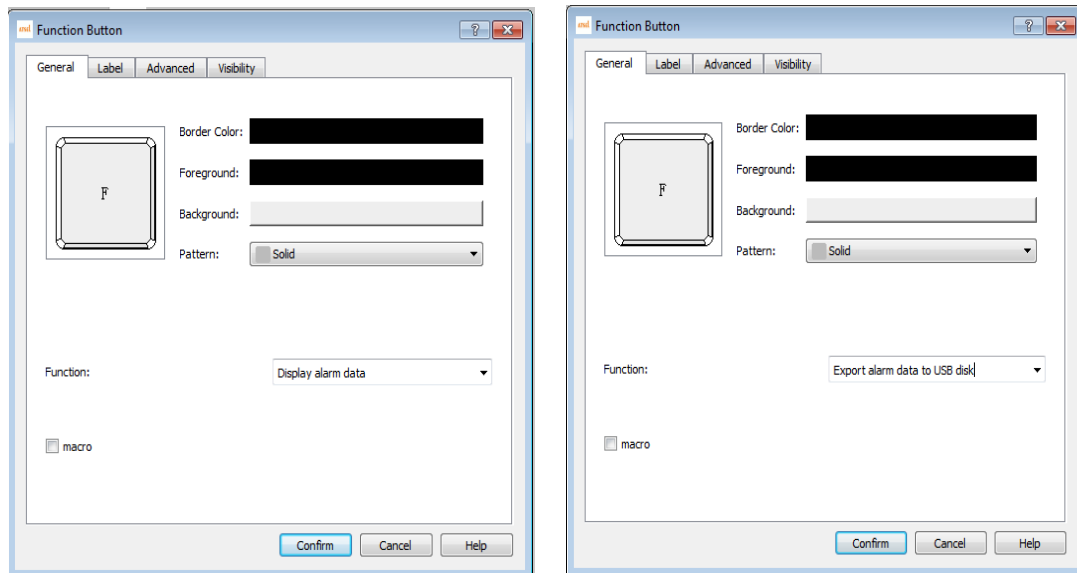 Function Button
General Label Advanced Visibility
F
Border Color:
Foreground:
Background:
Pattern: Solid
Function: Display alarm data
macro
Confirm Cancel Help
Function Button
General Label Advanced Visibility
F
Border Color:
Foreground:
Background:
Pattern: Solid
Function: Export alarm data to USB disk
macro
Confirm Cancel Help